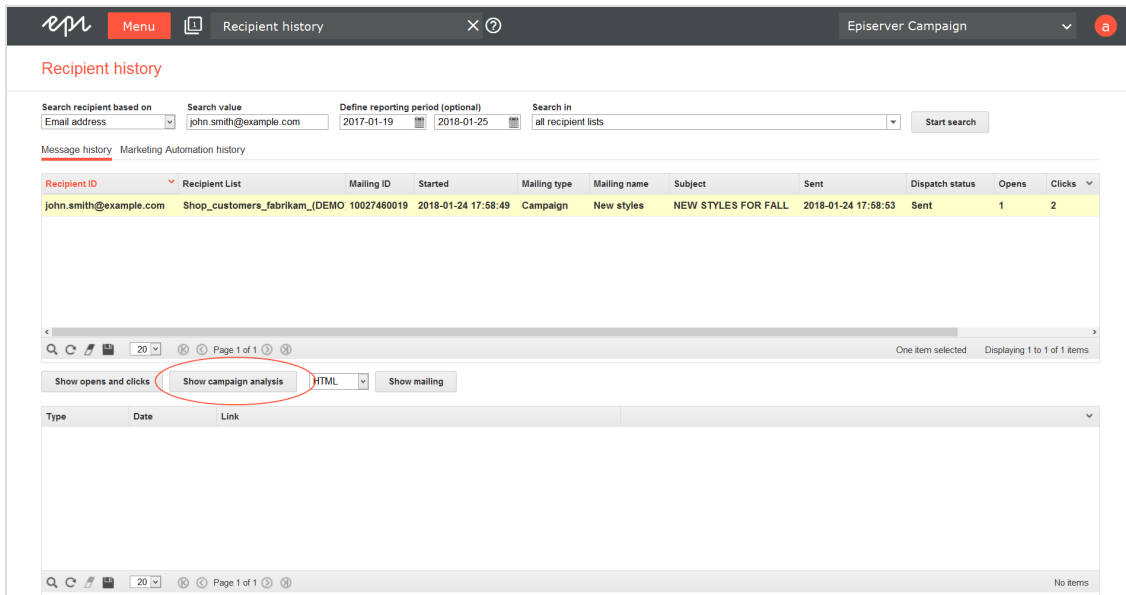 epi Menu 1 Recipient history Episerver Campaign a
Recipient history
Search recipient based on Search value Define reporting period (optional) Search in
Email address john.smith@example.com 2017-01-19 2018-01-25 all recipient lists Start search
Message history Marketing Automation history
Recipient ID Recipient List Mailing ID Started Mailing type Mailing name Subject Sent Dispatch status Opens Clicks
john.smith@example.com Shop_customers_fabrikam_(DEMO 10027460019 2018-01-24 17:58:49 Campaign New styles NEW STYLES FOR FALL 2018-01-24 17:58:53 Sent 1 2
20 Page 1 of 1 One item selected Displaying 1 to 1 of 1 items
Show opens and clicks Show campaign analysis HTML Show mailing
Type Date Link
20 Page 1 of 1 No items